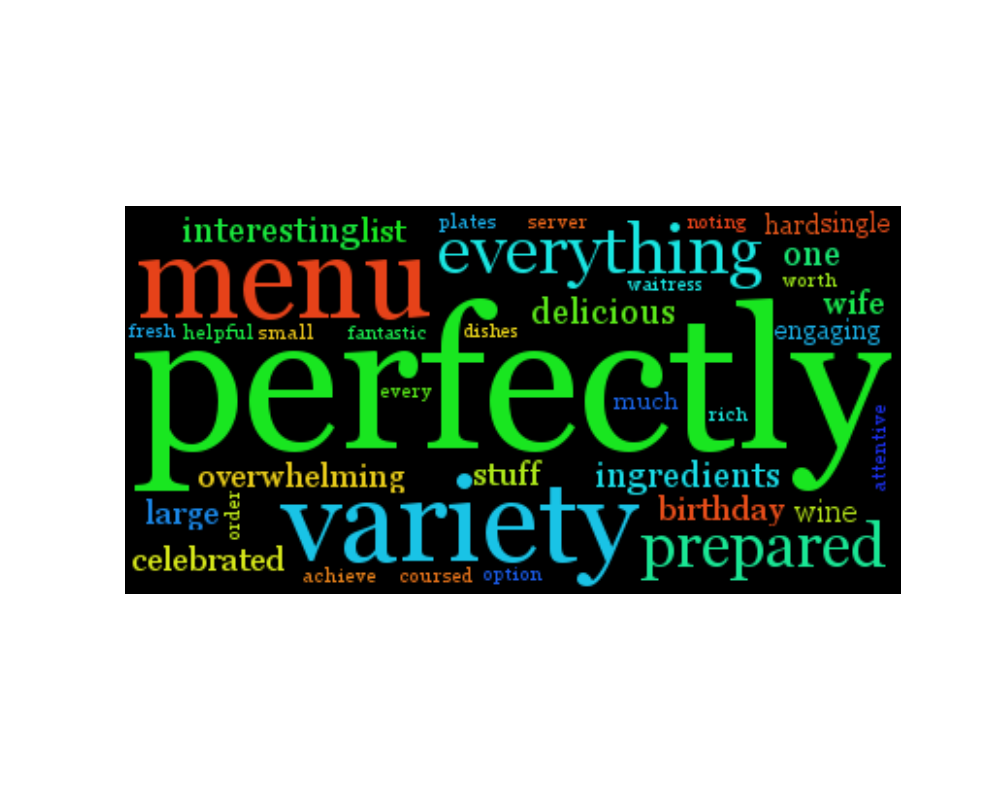 plates server noting hardsingle
interestinglist everything one
menu waitress worth
delicious wife
fresh helpful small fantastic dishes engaging
perfectly
every much rich
attentive
overwhelming stuff ingredients
large order variety birthday wine
celebrated prepared
achieve coursed option